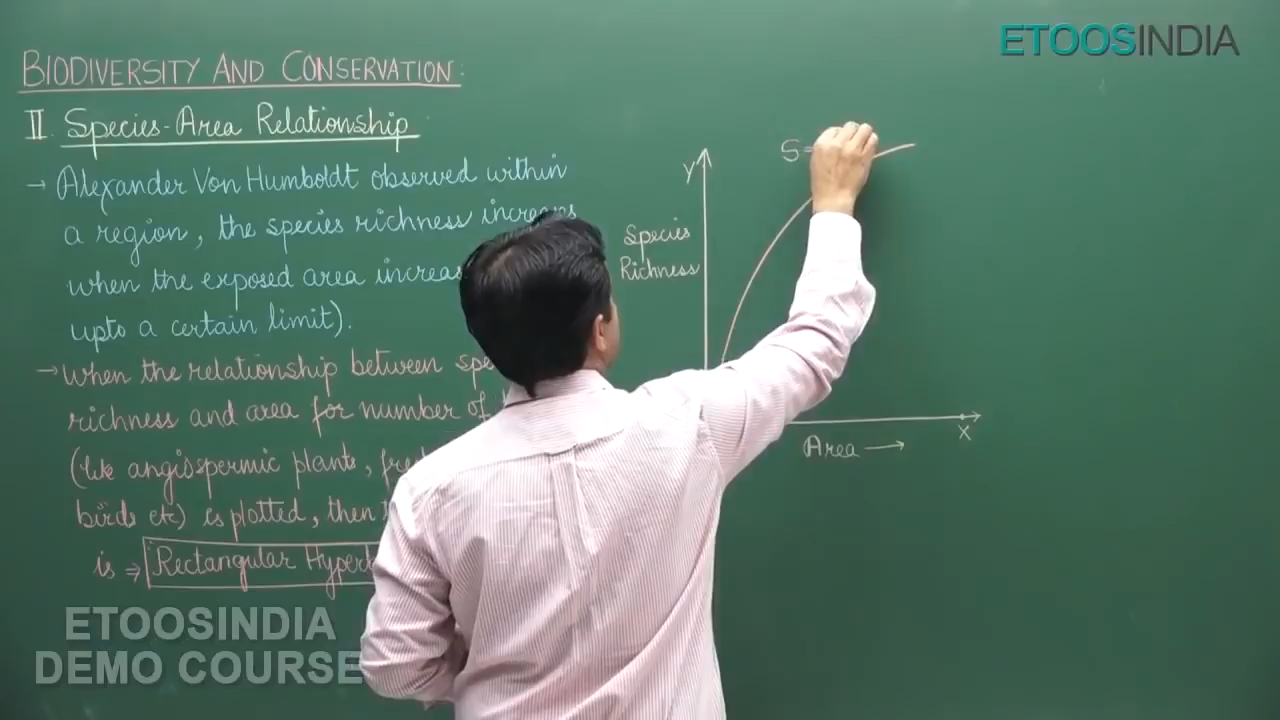 ETOOSINDIA
BIODIVERSITY AND CONSERVATION:
II. Species-Area Relationship
→ Alexander Von Humboldt observed within
a region, the species richness increases
when the exposed area
upto a certain limit).
→ When the relationship between
richness and area for number of
(like angiospermic plants,
birds etc) is plotted, then
is ⇒ Rectangular
S=
Y
Species
Richness
X
Area →
ETOOSINDIA
DEMO COURSE